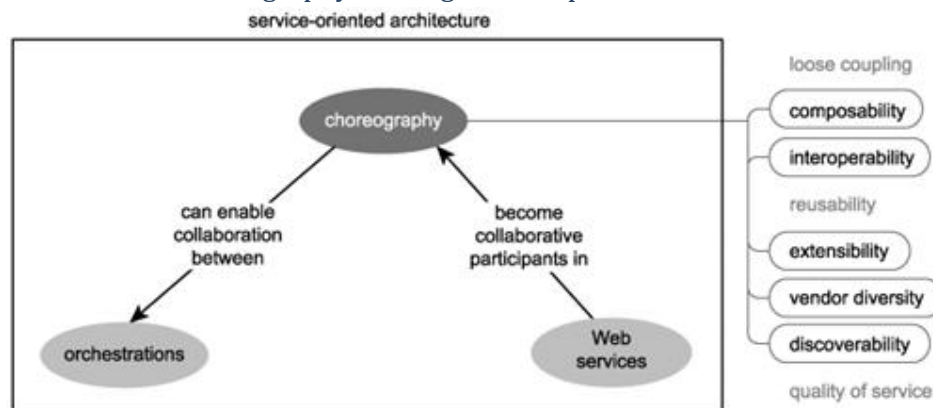 service-oriented architecture
choreography
can enable
collaboration
between
become
collaborative
participants in
orchestrations
Web
services
loose coupling
composability
interoperability
reusability
extensibility
vendor diversity
discoverability
quality of service